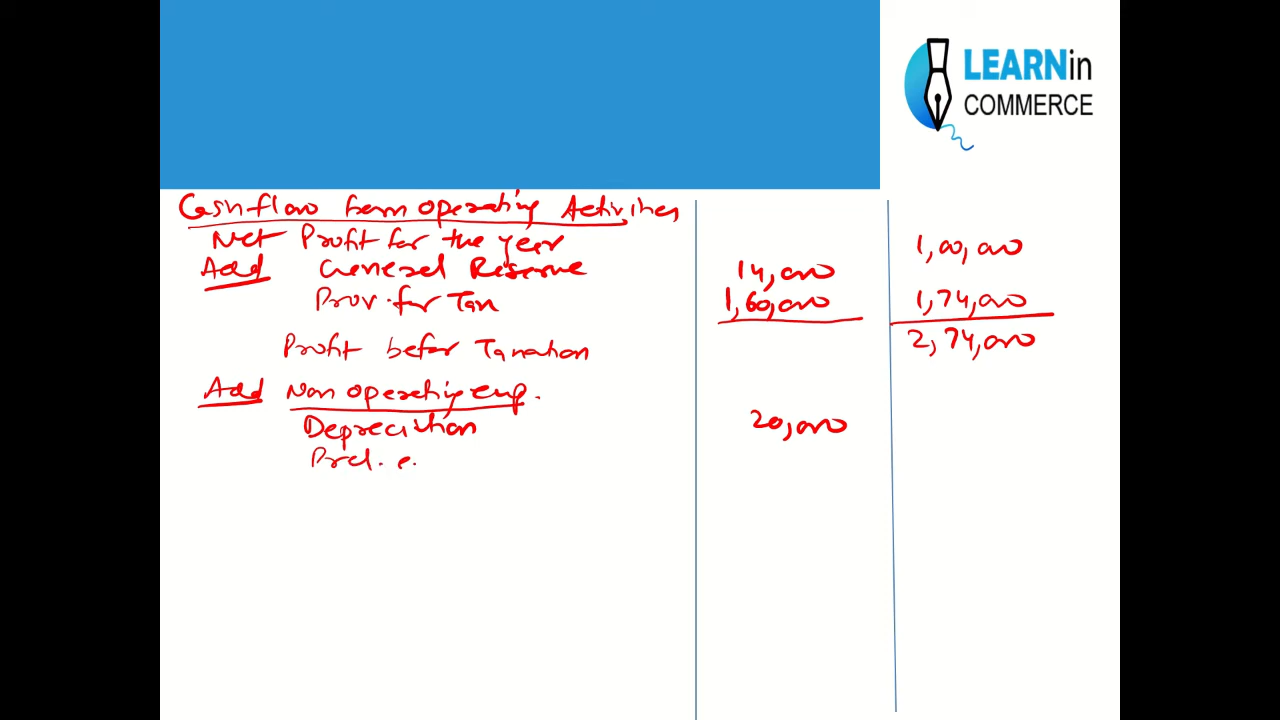 LEARNin
COMMERCE
Cashflow from operating Activities
Net Profit for the year 1,00,000
Add General Reserve 14,000
Prov. for Tax 1,60,000 1,74,000
2,74,000
Profit before Taxation
Add Non operating exp.
Depreciation 20,000
Prel. e.